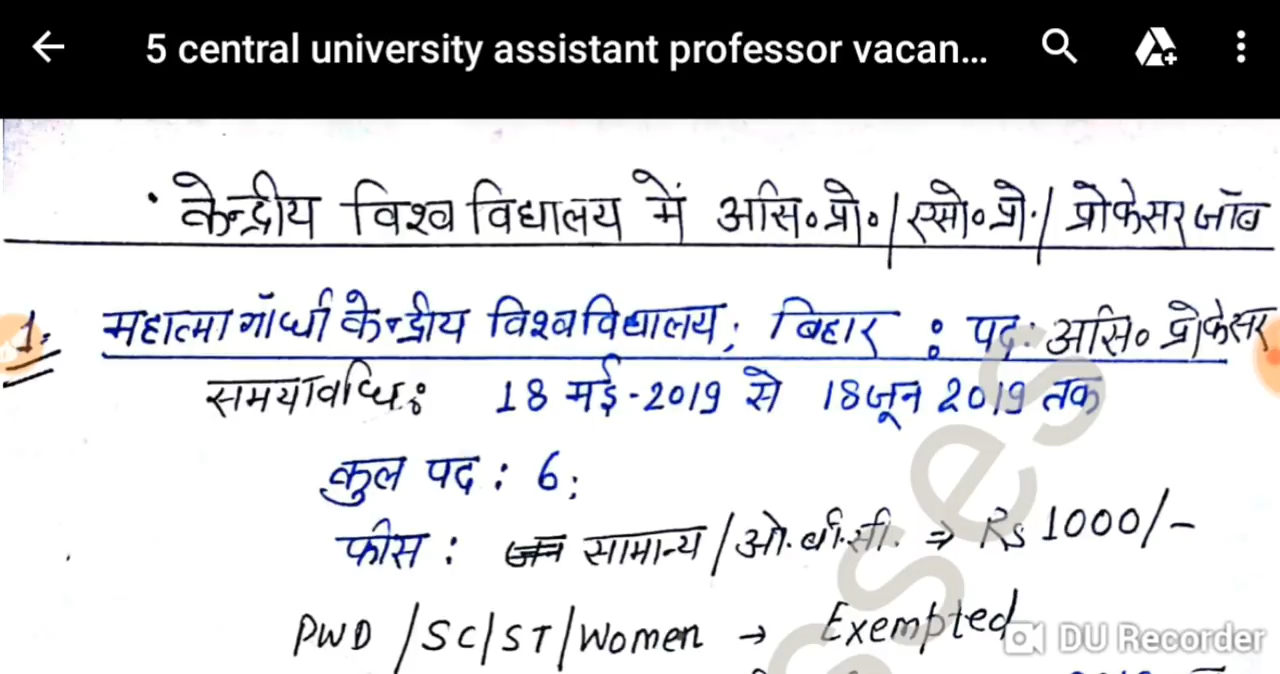 5 central university assistant professor vacan...
केन्द्रीय विश्वविद्यालय में असि॰ प्रो॰ / एसो॰ प्रो॰ / प्रोफेसर जॉब
1. महात्मा गाँधी केन्द्रीय विश्वविद्यालय; बिहार : पद: असि॰ प्रोफेसर
समयावधि: 18 मई-2019 से 18 जून 2019 तक
कुल पद : 6;
फीस : सामान्य / ओ.बी.सी. ⇒ Rs 1000/-
PWD / SC / ST / Women → Exempted
DU Recorder